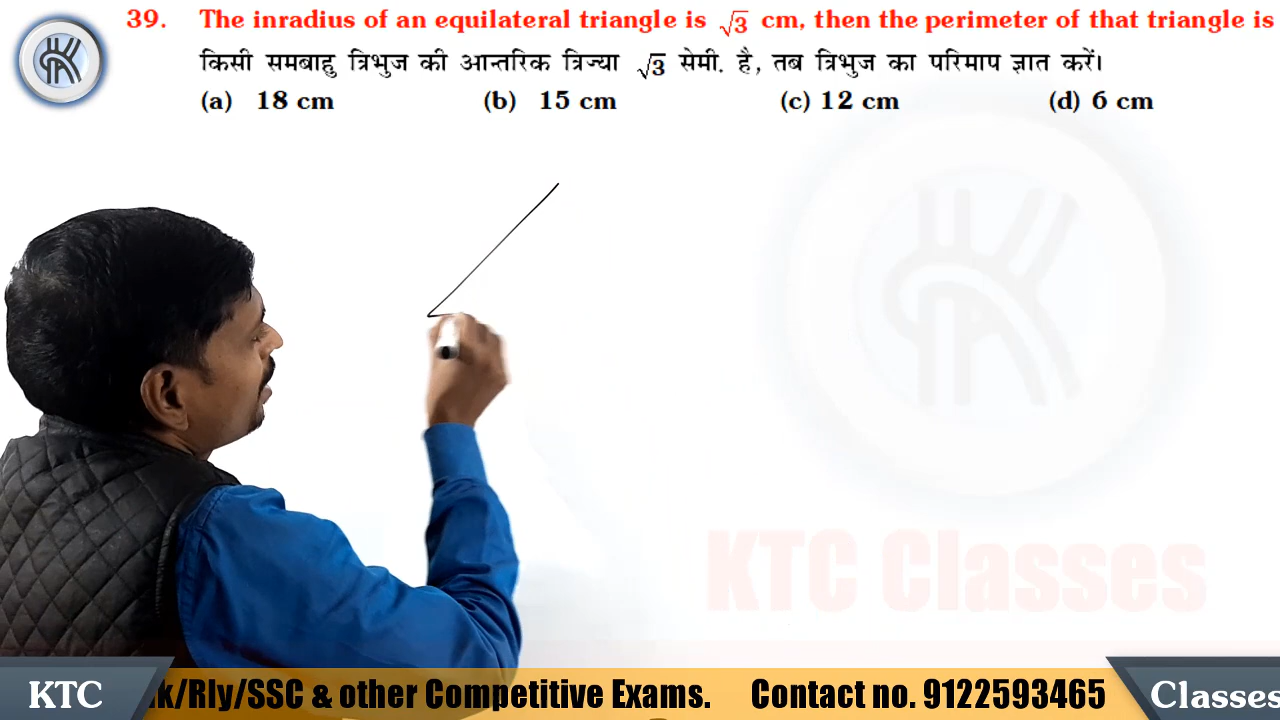 39. The inradius of an equilateral triangle is √3 cm, then the perimeter of that triangle is
किसी समबाहु त्रिभुज की आन्तरिक त्रिज्या √3 सेमी. है, तब त्रिभुज का परिमाप ज्ञात करें।
(a) 18 cm (b) 15 cm (c) 12 cm (d) 6 cm
KTC Classes
KTC k/Rly/SSC & other Competitive Exams. Contact no. 9122593465 Classes